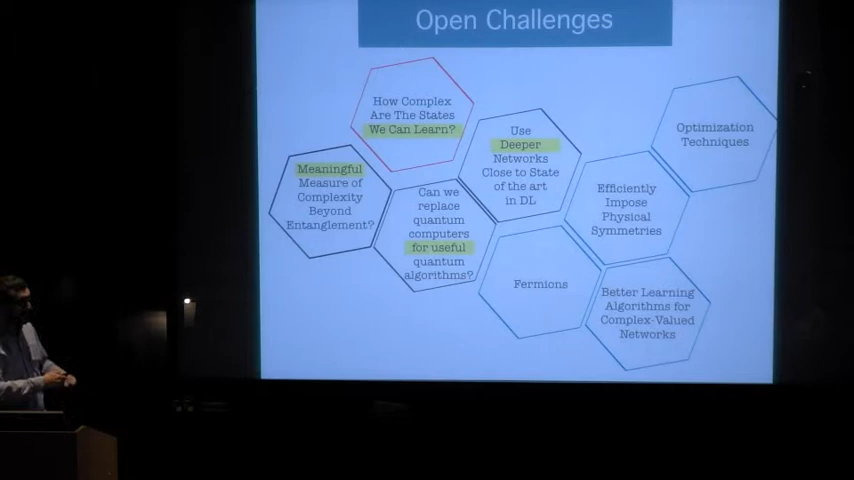 Open Challenges
How Complex
Are The States
We Can Learn?
Use
Deeper
Networks
Close to State
of the art
in DL
Optimization
Techniques
Meaningful
Measure of
Complexity
Beyond
Entanglement?
Can we
replace
quantum
computers
for useful
quantum
algorithms?
Efficiently
Impose
Physical
Symmetries
Fermions
Better Learning
Algorithms for
Complex-Valued
Networks